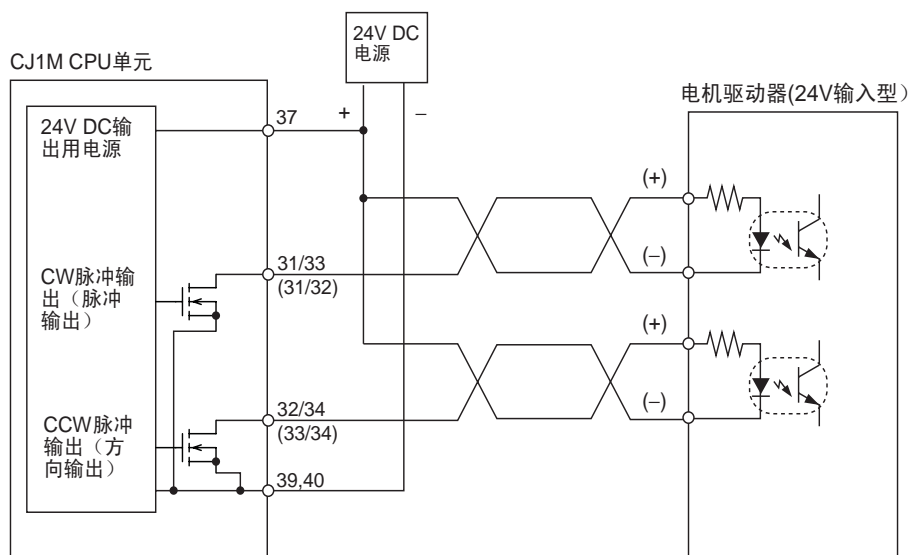 24V DC
电源
CJ1M CPU单元
电机驱动器(24V输入型）
24V DC输
出用电源
37
+
−
(+)
CW脉冲输
出（脉冲
输出）
31/33
(31/32)
(−)
(+)
CCW脉冲
输出（方
向输出）
32/34
(33/34)
(−)
39,40